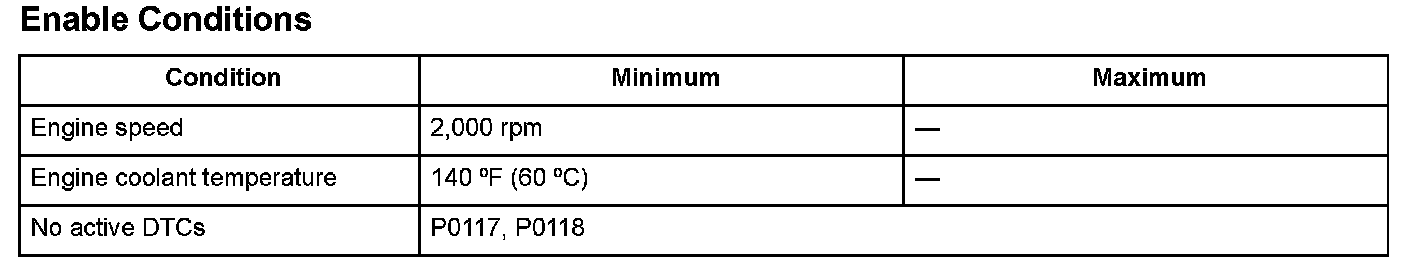 Enable Conditions
Condition Minimum Maximum
Engine speed 2,000 rpm —
Engine coolant temperature 140 ºF (60 ºC) —
No active DTCs P0117, P0118